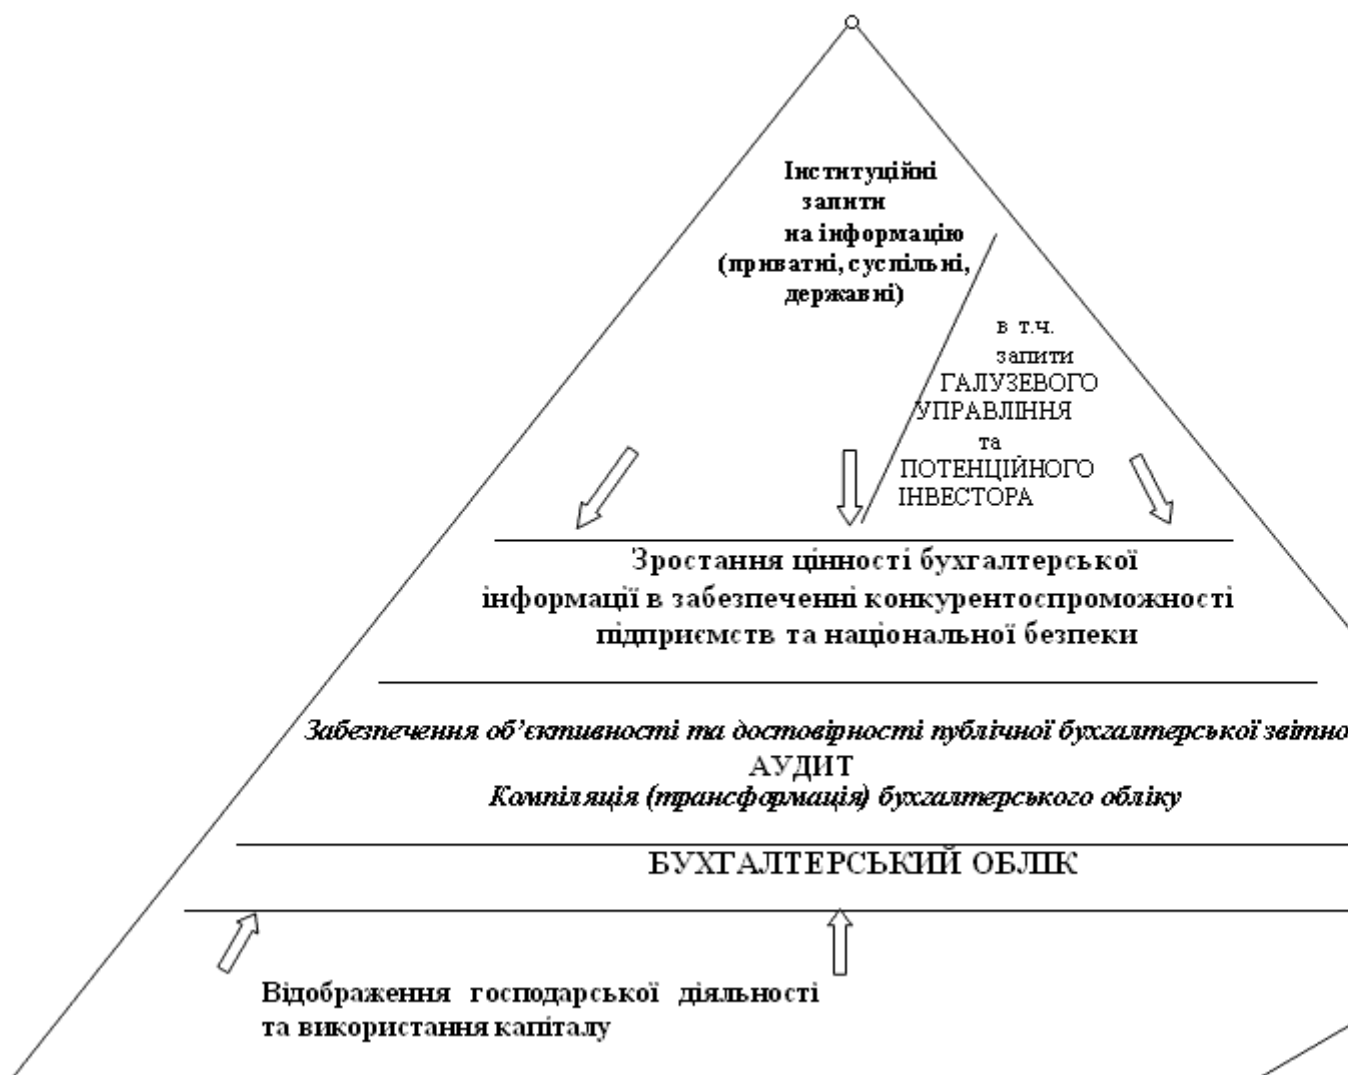 Інституційні
запити
на інформацію
(приватні, суспільні,
державні)
в т.ч.
запити
ГАЛУЗЕВОГО
УПРАВЛІННЯ
та
ПОТЕНЦІЙНОГО
ІНВЕСТОРА
Зростання цінності бухгалтерської
інформації в забезпеченні конкурентоспроможності
підприємств та національної безпеки
Забезпечення об’єктивності та достовірності публічної бухгалтерської звітно
АУДИТ
Компіляція (трансформація) бухгалтерського обліку
БУХГАЛТЕРСЬКИЙ ОБЛІК
Відображення господарської діяльності
та використання капіталу